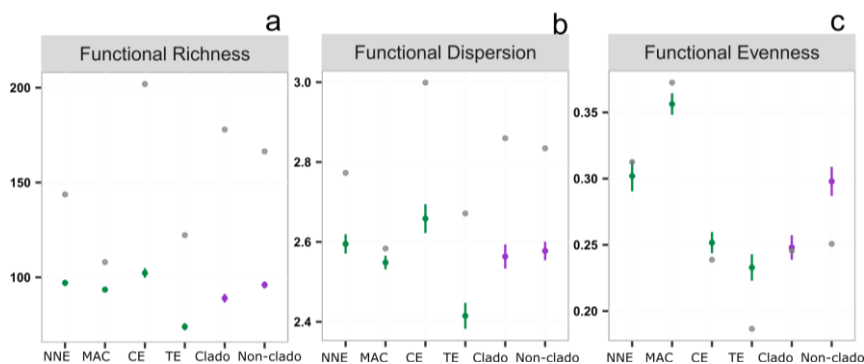 a
Functional Richness
200
150
100
NNE MAC CE TE Clado Non-clado
b
Functional Dispersion
3.0
2.8
2.6
2.4
NNE MAC CE TE Clado Non-clado
c
Functional Evenness
0.35
0.30
0.25
0.20
NNE MAC CE TE Clado Non-clado